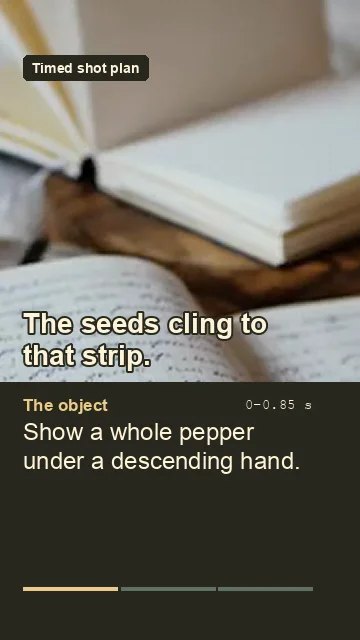 Timed shot plan
The seeds cling to
that strip.
The object
0–0.85 s
Show a whole pepper
under a descending hand.